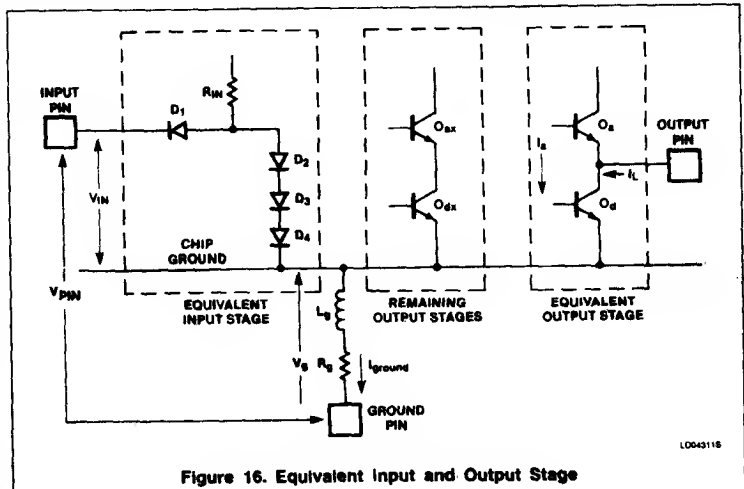 INPUT
PIN
D1
RIN
D2
D3
D4
VIN
VPIN
CHIP
GROUND
EQUIVALENT
INPUT STAGE
Oax
Odx
REMAINING
OUTPUT STAGES
Oa
Is
IL
Od
OUTPUT
PIN
EQUIVALENT
OUTPUT STAGE
Lg
Rg
Iground
GROUND
PIN
LD04311S
Figure 16. Equivalent Input and Output Stage